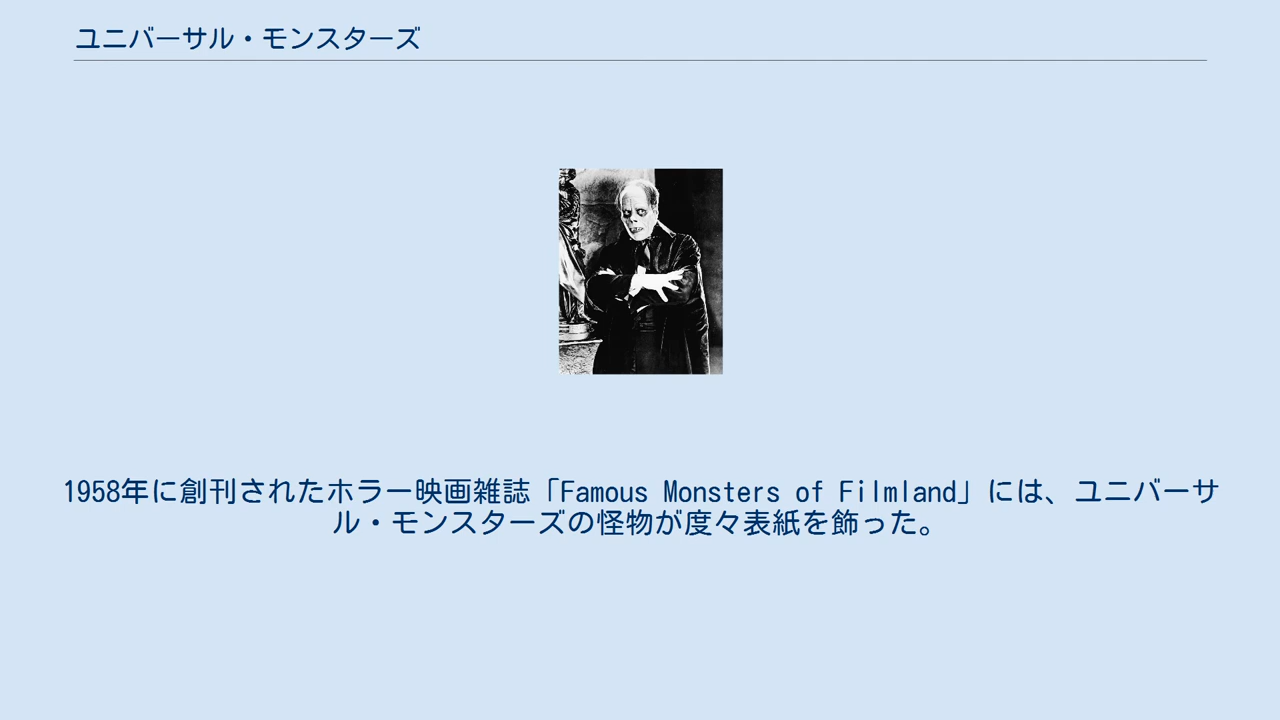 ユニバーサル・モンスターズ
1958年に創刊されたホラー映画雑誌「Famous Monsters of Filmland」には、ユニバーサ
ル・モンスターズの怪物が度々表紙を飾った。